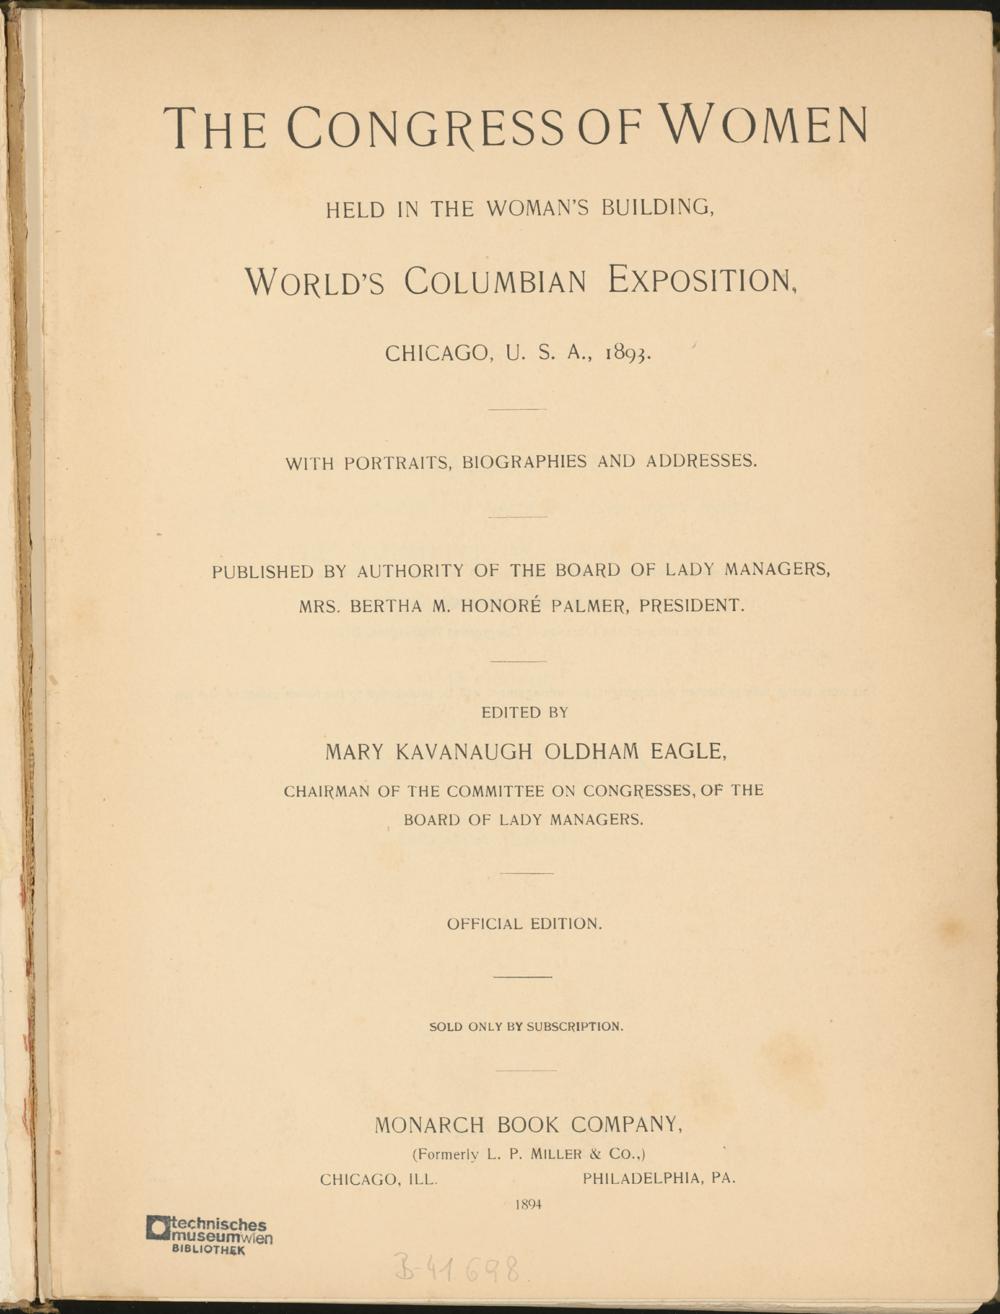 THE CONGRESS OF WOMEN
HELD IN THE WOMAN'S BUILDING,
WORLD'S COLUMBIAN EXPOSITION,
CHICAGO, U. S. A., 1893.
WITH PORTRAITS, BIOGRAPHIES AND ADDRESSES.
PUBLISHED BY AUTHORITY OF THE BOARD OF LADY MANAGERS,
MRS. BERTHA M. HONORÉ PALMER, PRESIDENT.
EDITED BY
MARY KAVANAUGH OLDHAM EAGLE,
CHAIRMAN OF THE COMMITTEE ON CONGRESSES, OF THE
BOARD OF LADY MANAGERS.
OFFICIAL EDITION.
SOLD ONLY BY SUBSCRIPTION.
MONARCH BOOK COMPANY,
(Formerly L. P. MILLER & CO.,)
CHICAGO, ILL. PHILADELPHIA, PA.
1894
technisches
museumwien
BIBLIOTHEK
B-41698